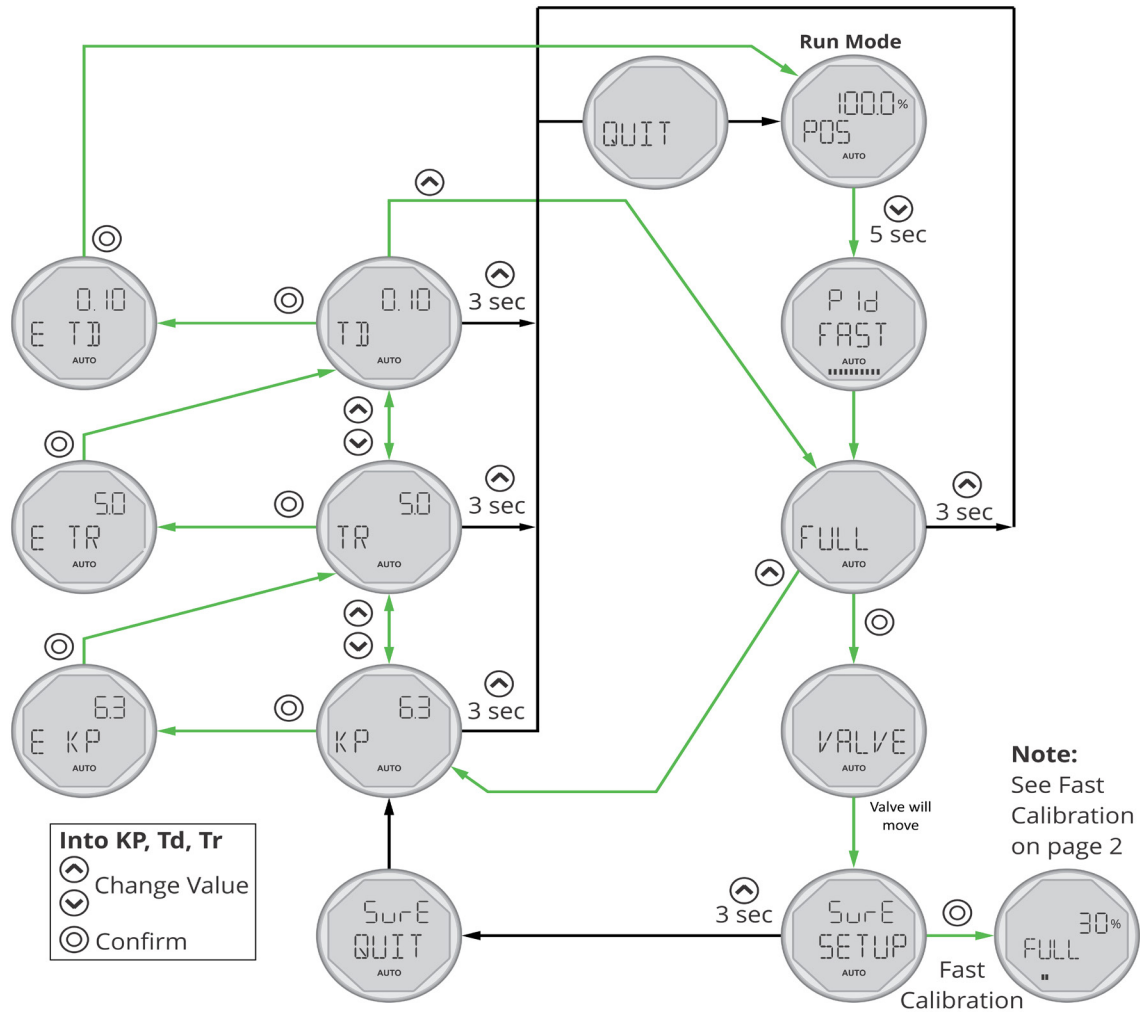 Run Mode
100.0%
POS
AUTO
QUIT
5 sec
0.10
E TD
AUTO
0.10
TD
AUTO
3 sec
PId
FAST
AUTO
5.0
E TR
AUTO
5.0
TR
AUTO
3 sec
FULL
AUTO
3 sec
6.3
E KP
AUTO
6.3
KP
AUTO
3 sec
VALVE
AUTO
Valve will
move
Note:
See Fast
Calibration
on page 2
Into KP, Td, Tr
Change Value
Confirm
SurE
QUIT
AUTO
3 sec
SurE
SETUP
AUTO
Fast
Calibration
30%
FULL